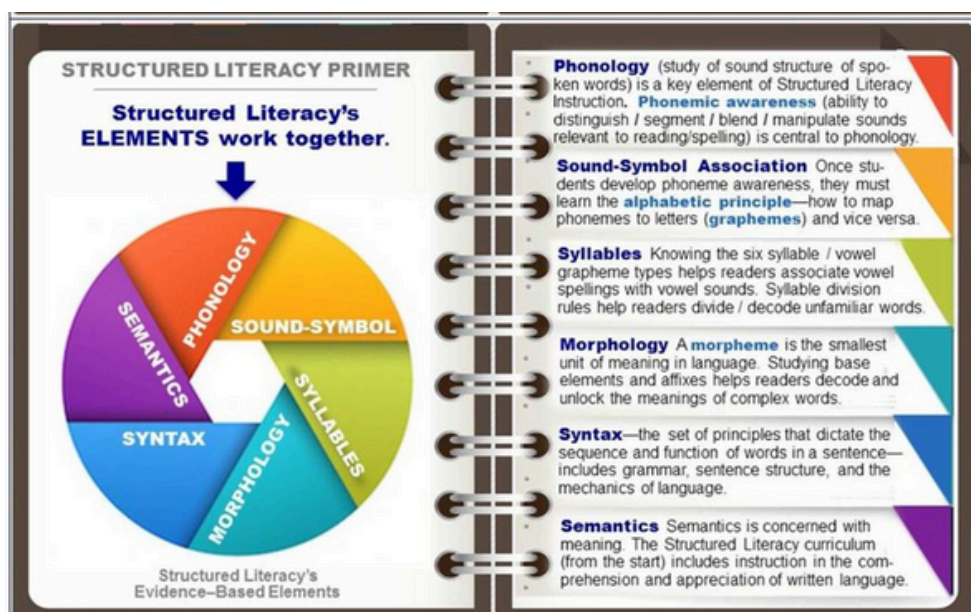 STRUCTURED LITERACY PRIMER
Structured Literacy's
ELEMENTS work together.
PHONOLOGY
SOUND-SYMBOL
SYLLABLES
MORPHOLOGY
SYNTAX
SEMANTICS
Structured Literacy's
Evidence–Based Elements
Phonology (study of sound structure of spo-
ken words) is a key element of Structured Literacy
Instruction. Phonemic awareness (ability to
distinguish / segment / blend / manipulate sounds
relevant to reading/spelling) is central to phonology.
Sound-Symbol Association Once stu-
dents develop phoneme awareness, they must
learn the alphabetic principle—how to map
phonemes to letters (graphemes) and vice versa.
Syllables Knowing the six syllable / vowel
grapheme types helps readers associate vowel
spellings with vowel sounds. Syllable division
rules help readers divide / decode unfamiliar words.
Morphology A morpheme is the smallest
unit of meaning in language. Studying base
elements and affixes helps readers decode and
unlock the meanings of complex words.
Syntax—the set of principles that dictate the
sequence and function of words in a sentence—
includes grammar, sentence structure, and the
mechanics of language.
Semantics Semantics is concerned with
meaning. The Structured Literacy curriculum
(from the start) includes instruction in the com-
prehension and appreciation of written language.